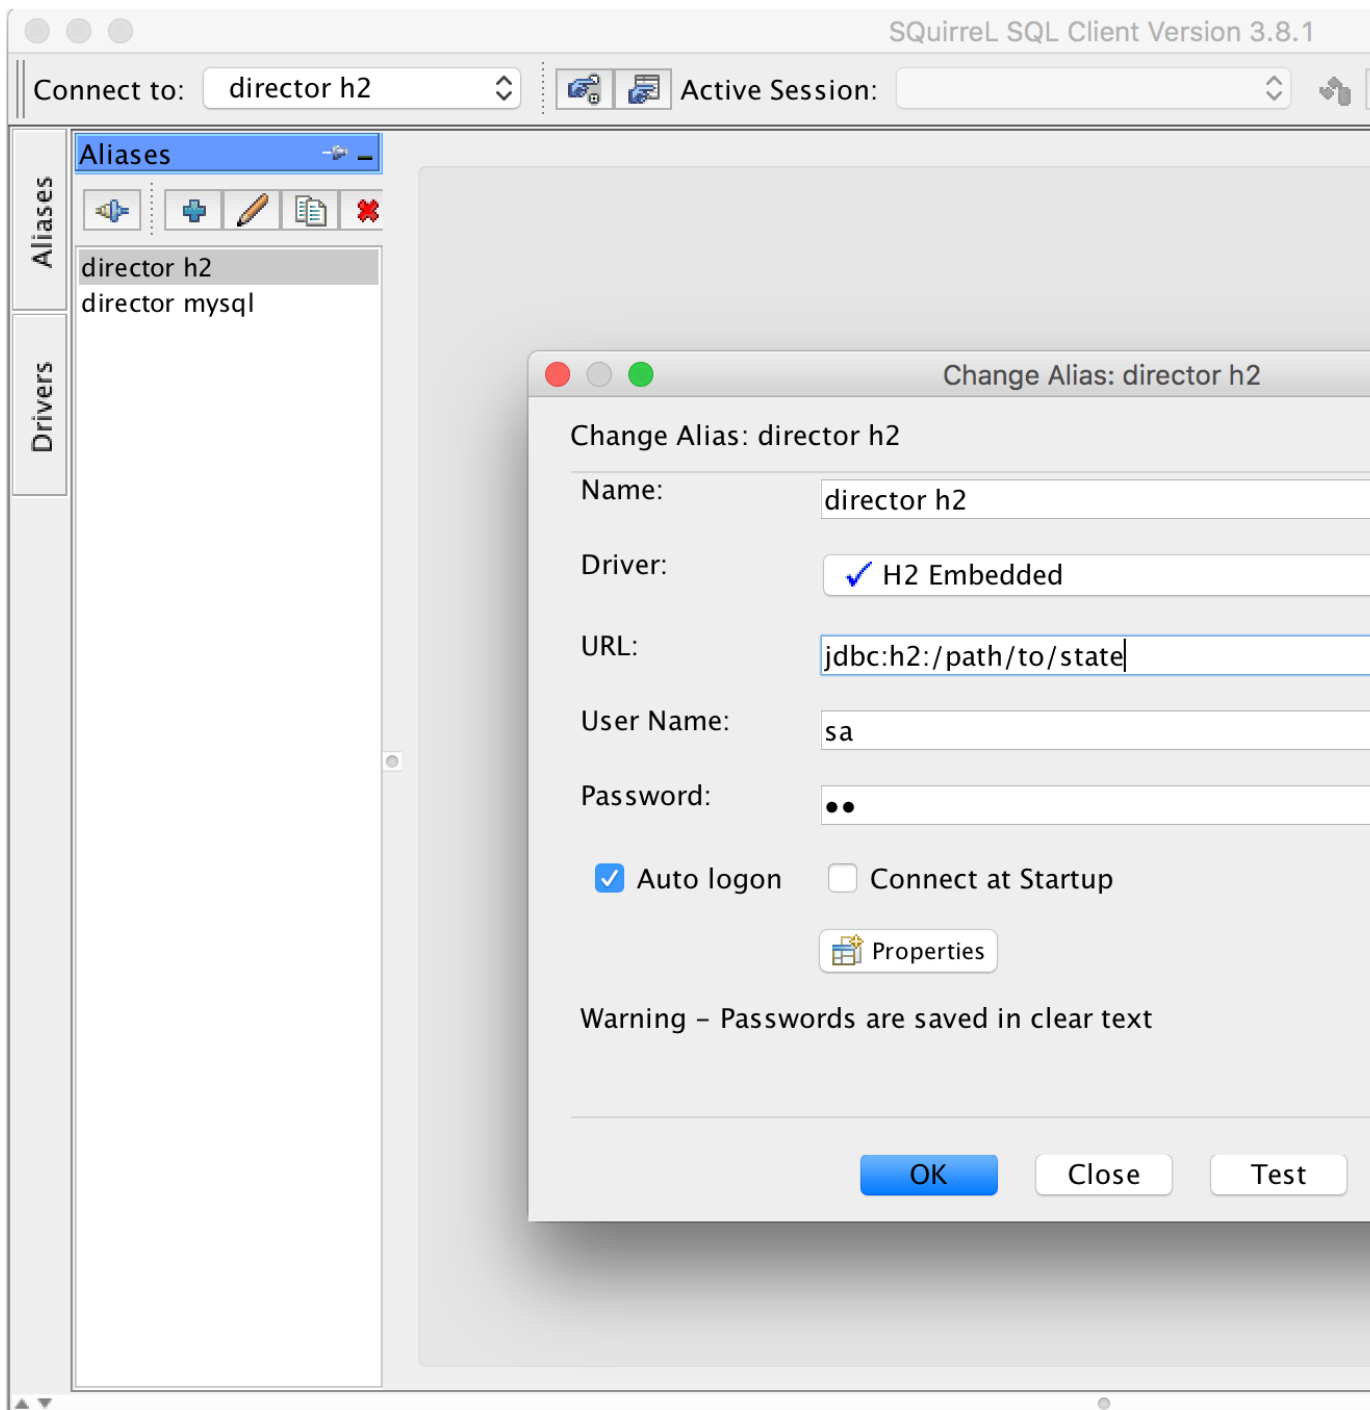 SQuirreL SQL Client Version 3.8.1
Connect to: director h2 Active Session:
Aliases
Drivers
Aliases
director h2
director mysql
Change Alias: director h2
Change Alias: director h2
Name: director h2
Driver: H2 Embedded
URL: jdbc:h2:/path/to/state
User Name: sa
Password: ••
Auto logon Connect at Startup
Properties
Warning – Passwords are saved in clear text
OK Close Test